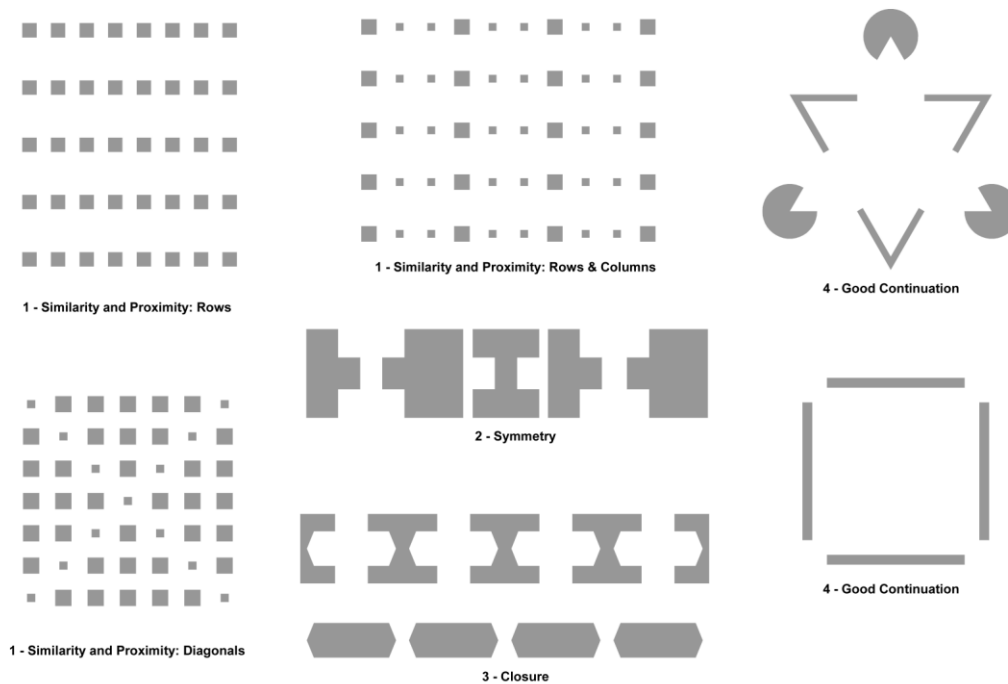 1 - Similarity and Proximity: Rows
1 - Similarity and Proximity: Rows & Columns
4 - Good Continuation
2 - Symmetry
1 - Similarity and Proximity: Diagonals
3 - Closure
4 - Good Continuation